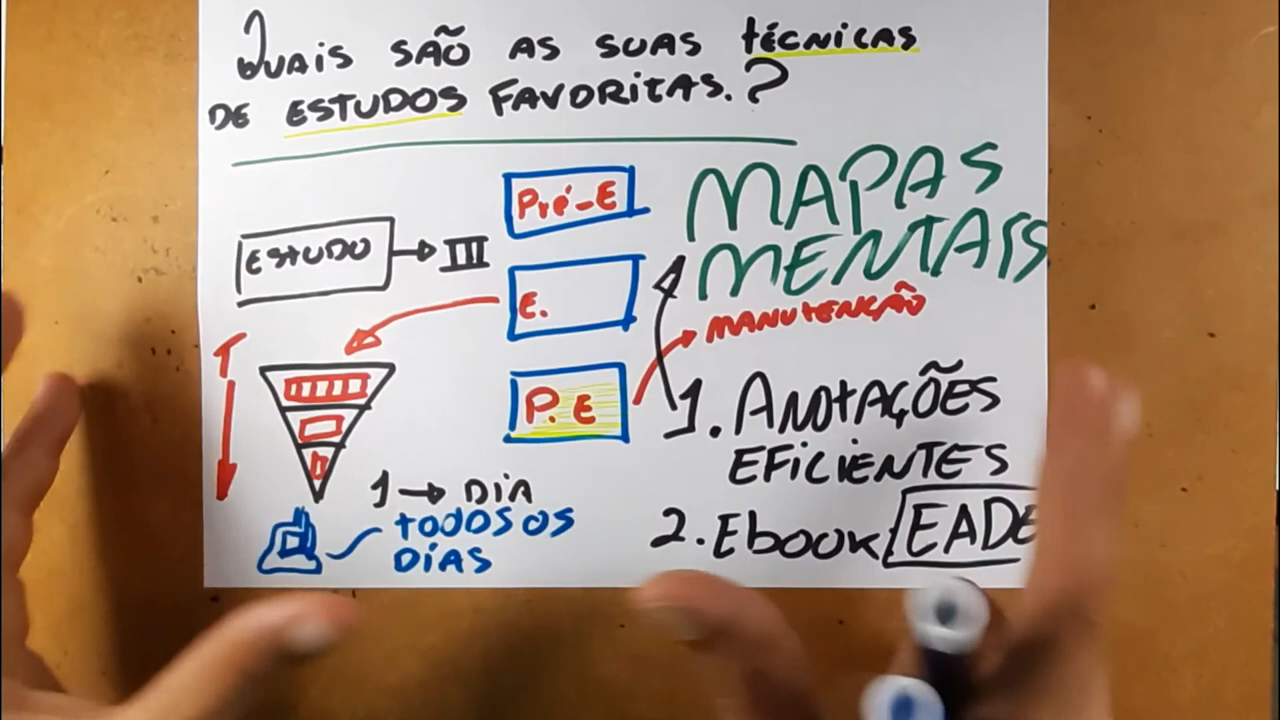 Quais são as suas técnicas
de estudos favoritas.?
Pré-E
MAPAS
MENTAIS
ESTUDO → III
E.
MANUTENÇÃO
P.E
1. ANOTAÇÕES
EFICIENTES
1 → DIA
TODOS OS
DIAS
2. Ebook